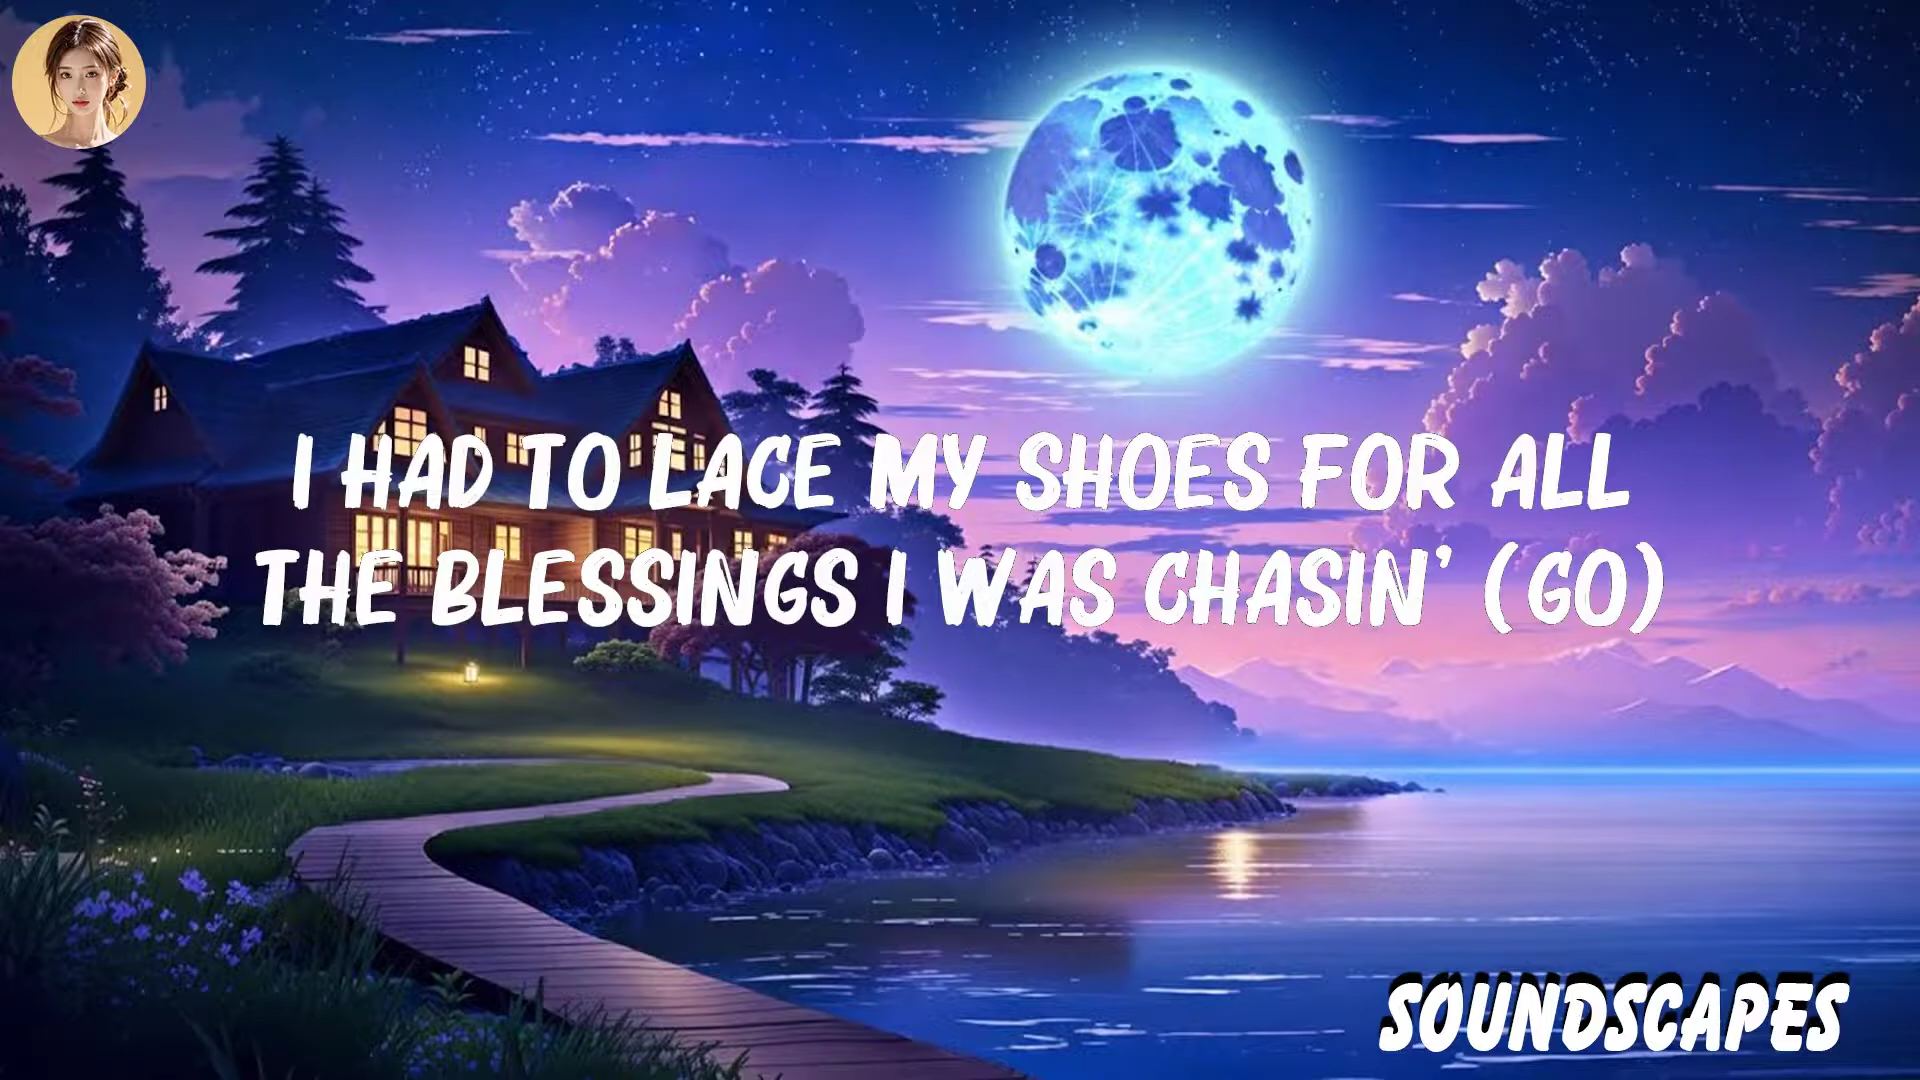 I HAD TO LACE MY SHOES FOR ALL
THE BLESSINGS I WAS CHASIN' (GO)
SOUNDSCAPES